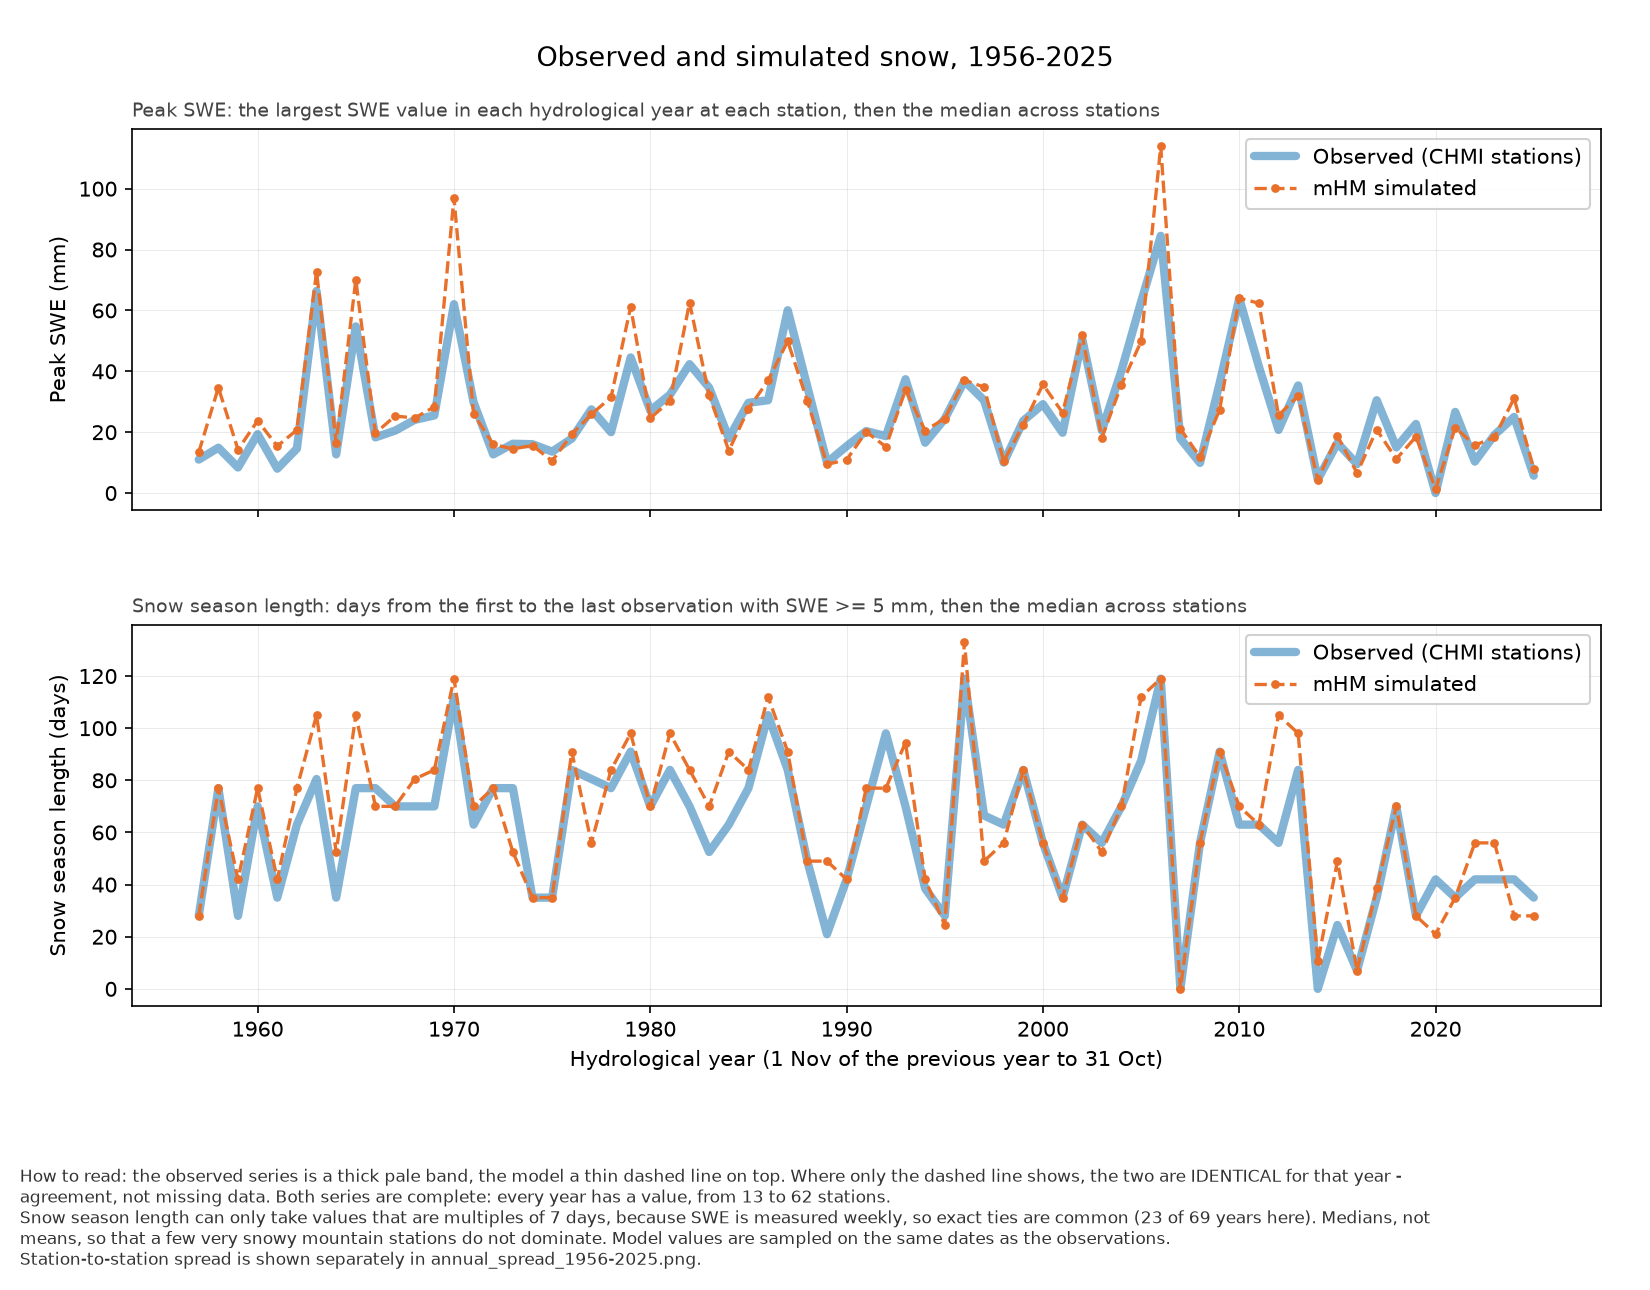 Observed and simulated snow, 1956-2025
Peak SWE: the largest SWE value in each hydrological year at each station, then the median across stations
Observed (CHMI stations)
mHM simulated
Peak SWE (mm)
100
80
60
40
20
0
Snow season length: days from the first to the last observation with SWE >= 5 mm, then the median across stations
Observed (CHMI stations)
mHM simulated
Snow season length (days)
120
100
80
60
40
20
0
1960 1970 1980 1990 2000 2010 2020
Hydrological year (1 Nov of the previous year to 31 Oct)
How to read: the observed series is a thick pale band, the model a thin dashed line on top. Where only the dashed line shows, the two are IDENTICAL for that year -
agreement, not missing data. Both series are complete: every year has a value, from 13 to 62 stations.
Snow season length can only take values that are multiples of 7 days, because SWE is measured weekly, so exact ties are common (23 of 69 years here). Medians, not
means, so that a few very snowy mountain stations do not dominate. Model values are sampled on the same dates as the observations.
Station-to-station spread is shown separately in annual_spread_1956-2025.png.